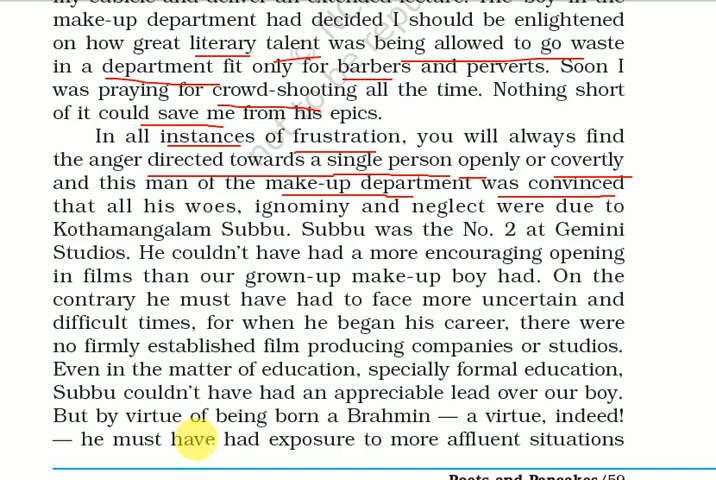 make-up department had decided I should be enlightened
on how great literary talent was being allowed to go waste
in a department fit only for barbers and perverts. Soon I
was praying for crowd-shooting all the time. Nothing short
of it could save me from his epics.
In all instances of frustration, you will always find
the anger directed towards a single person openly or covertly
and this man of the make-up department was convinced
that all his woes, ignominy and neglect were due to
Kothamangalam Subbu. Subbu was the No. 2 at Gemini
Studios. He couldn't have had a more encouraging opening
in films than our grown-up make-up boy had. On the
contrary he must have had to face more uncertain and
difficult times, for when he began his career, there were
no firmly established film producing companies or studios.
Even in the matter of education, specially formal education,
Subbu couldn't have had an appreciable lead over our boy.
But by virtue of being born a Brahmin — a virtue, indeed!
— he must have had exposure to more affluent situations